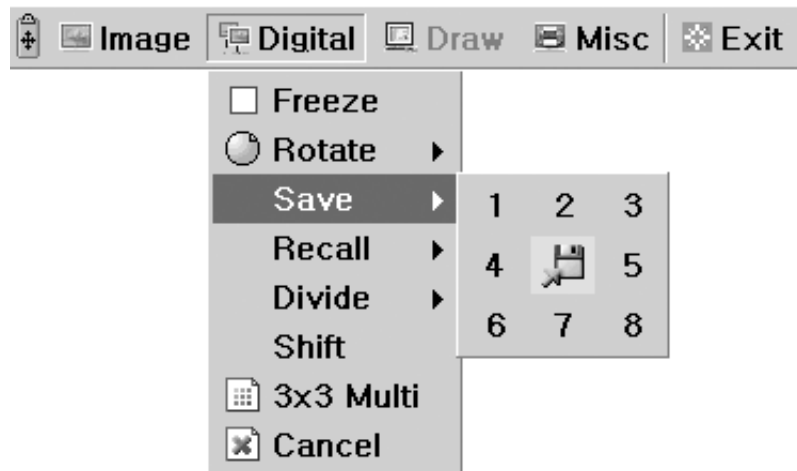 Image Digital Draw Misc Exit
Freeze
Rotate
Save
Recall
Divide
Shift
3x3 Multi
Cancel
1 2 3
4 5
6 7 8